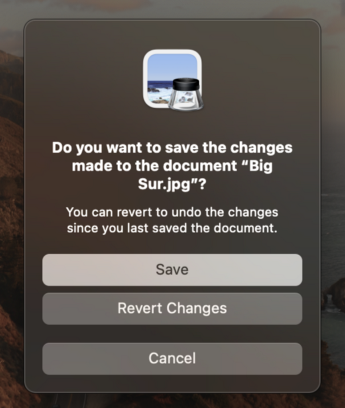 Do you want to save the changes
made to the document “Big
Sur.jpg”?
You can revert to undo the changes
since you last saved the document.
Save
Revert Changes
Cancel